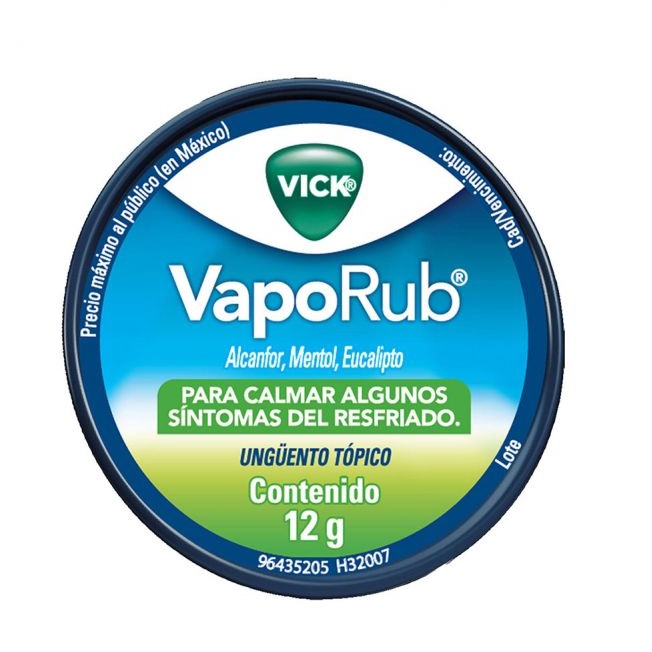 Precio máximo al público (en México)
Cad/Vencimiento:
VICK®
VapoRub®
Alcanfor, Mentol, Eucalipto
PARA CALMAR ALGUNOS
SÍNTOMAS DEL RESFRIADO.
UNGÜENTO TÓPICO
Contenido
12 g
Lote
96435205 H32007